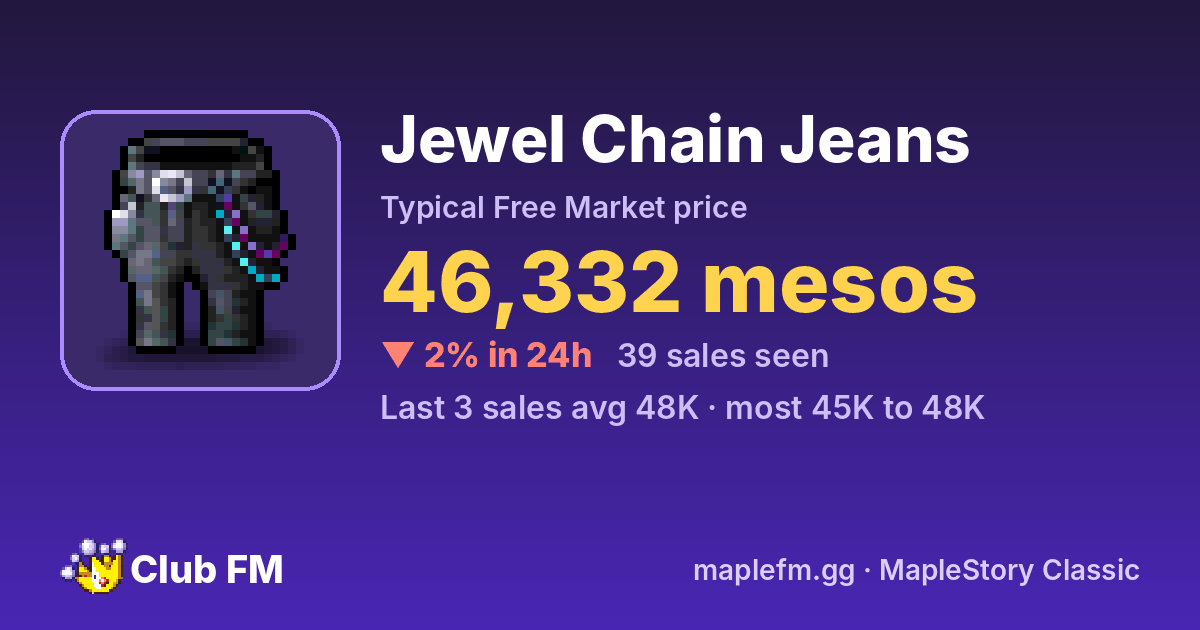 Jewel Chain Jeans
Typical Free Market price
46,332 mesos
▼ 2% in 24h 39 sales seen
Last 3 sales avg 48K · most 45K to 48K
Club FM
maplefm.gg · MapleStory Classic